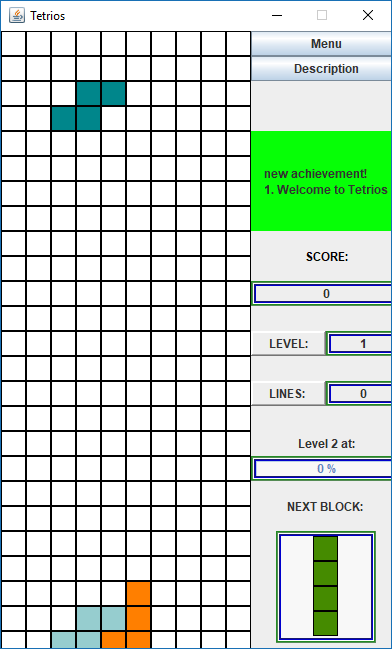 Tetrios
Menu
Description
new achievement!
1. Welcome to Tetrios
SCORE:
0
LEVEL:
1
LINES:
0
Level 2 at:
0 %
NEXT BLOCK: